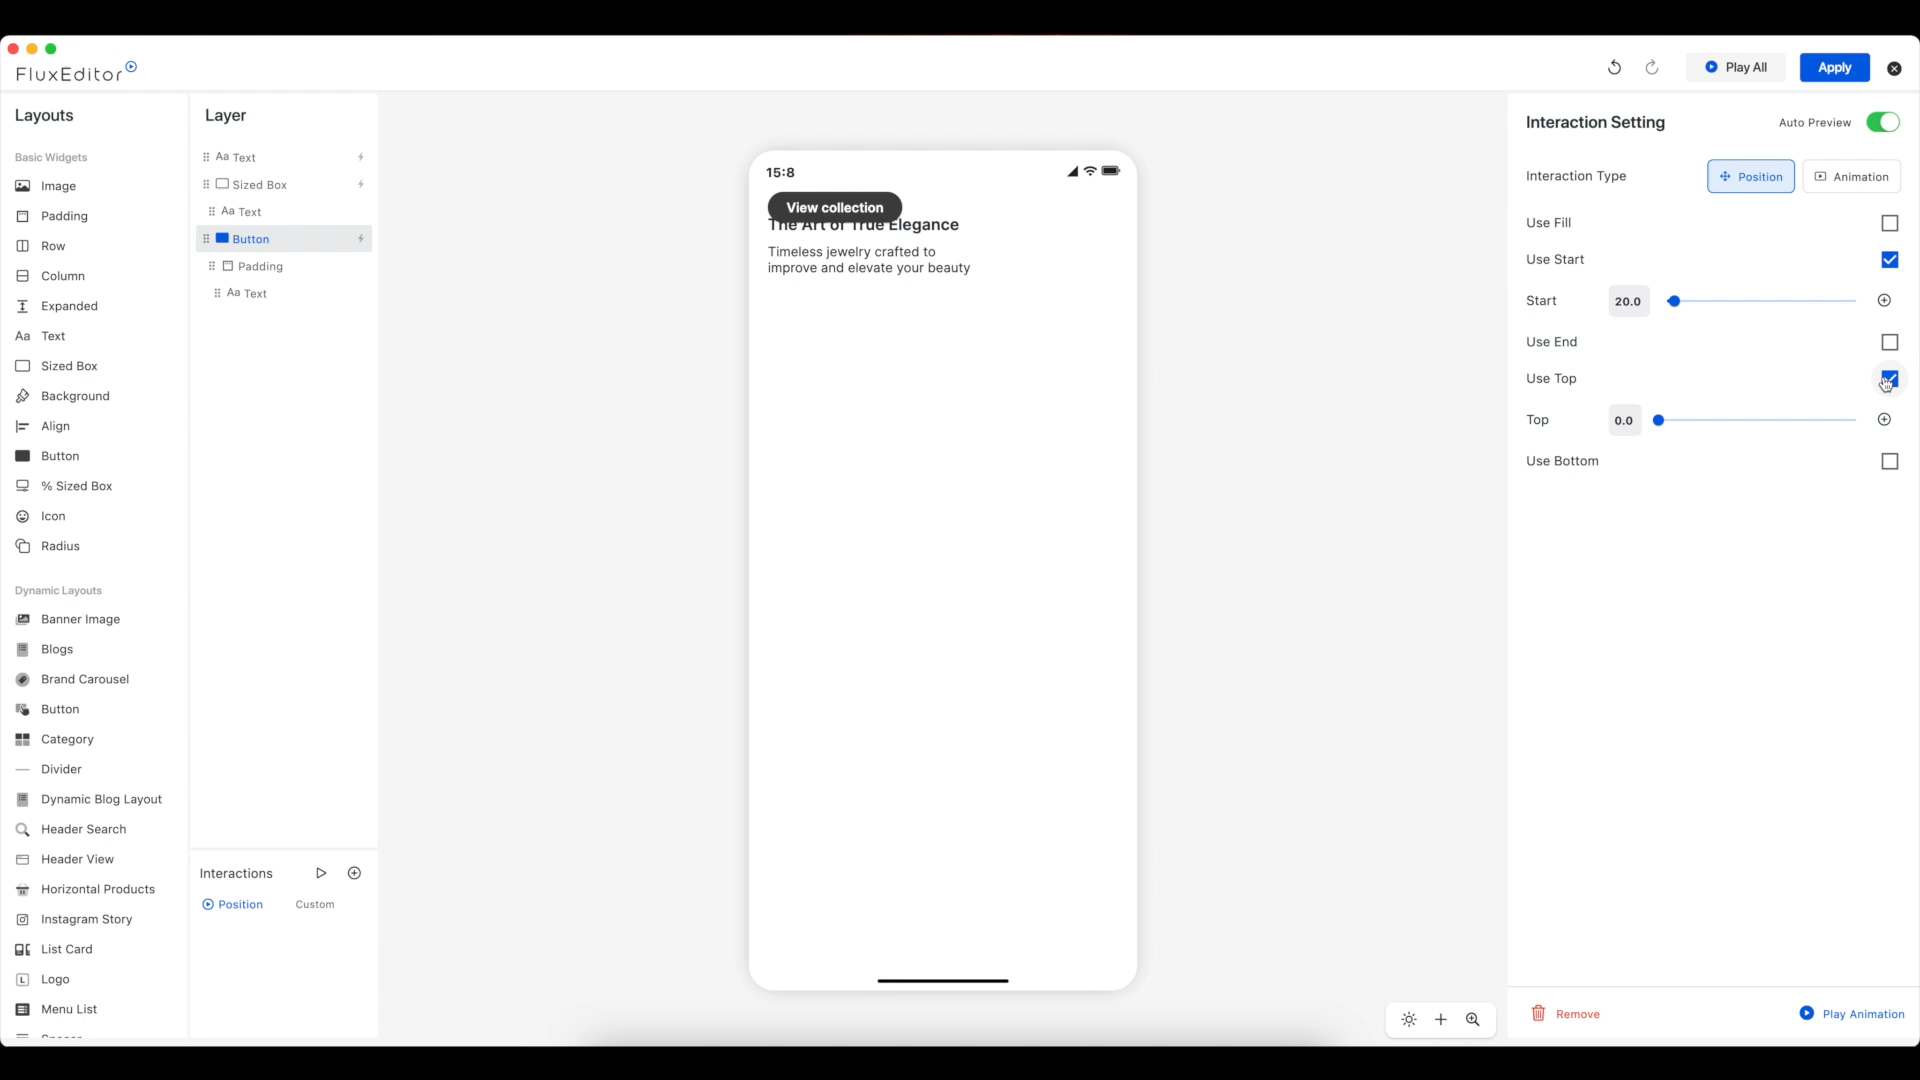 FluxEditor
Play All
Apply
Layouts
Basic Widgets
Image
Padding
Row
Column
Expanded
Aa Text
Sized Box
Background
Align
Button
% Sized Box
Icon
Radius
Dynamic Layouts
Banner Image
Blogs
Brand Carousel
Button
Category
Divider
Dynamic Blog Layout
Header Search
Header View
Horizontal Products
Instagram Story
List Card
L Logo
Menu List
Layer
Aa Text
Sized Box
Aa Text
Button
Padding
Aa Text
Interactions
Position Custom
15:8
View collection
The Art of True Elegance
Timeless jewelry crafted to
improve and elevate your beauty
Interaction Setting Auto Preview
Interaction Type Position Animation
Use Fill
Use Start
Start 20.0
Use End
Use Top
Top 0.0
Use Bottom
Remove Play Animation